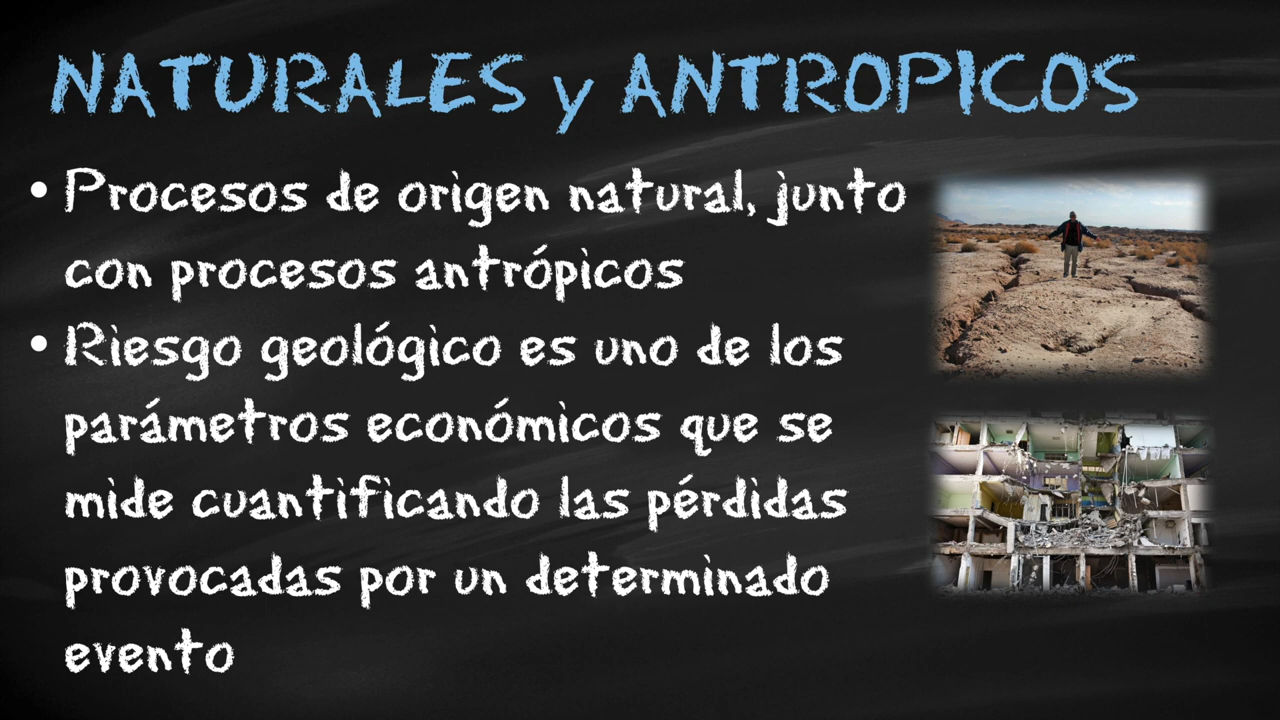 NATURALES y ANTROPICOS
• Procesos de origen natural, junto
con procesos antrópicos
• Riesgo geológico es uno de los
parámetros económicos que se
mide cuantificando las pérdidas
provocadas por un determinado
evento